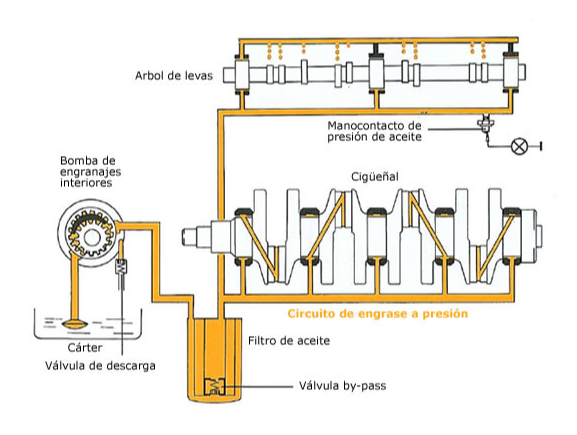 Arbol de levas
Manocontacto de
presión de aceite
Bomba de
engranajes
interiores
Cigüeñal
Circuito de engrase a presión
Filtro de aceite
Cárter
Válvula de descarga
Válvula by-pass